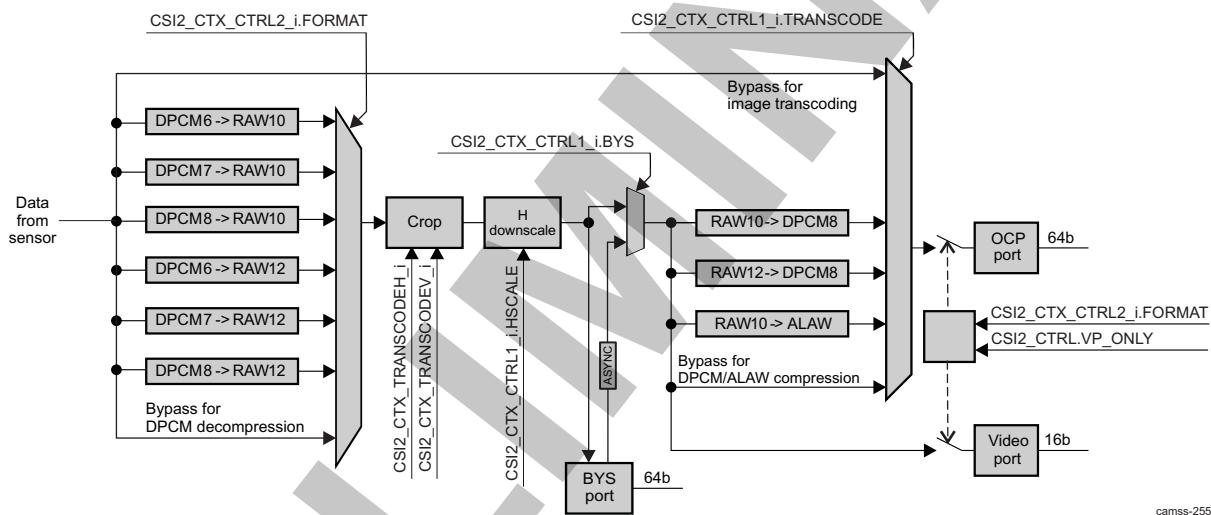 CSI2_CTX_CTRL2_i.FORMAT
CSI2_CTX_CTRL1_i.TRANSCODE
Bypass for
image transcoding
DPCM6 -> RAW10
CSI2_CTX_CTRL1_i.BYS
DPCM7 -> RAW10
Data
from
sensor
DPCM8 -> RAW10
Crop
H
downscale
RAW10-> DPCM8
OCP
port
64b
DPCM6 -> RAW12
RAW12-> DPCM8
DPCM7 -> RAW12
RAW10 -> ALAW
CSI2_CTX_CTRL2_i.FORMAT
CSI2_CTRL.VP_ONLY
DPCM8 -> RAW12
ASYNC
Bypass for
DPCM/ALAW compression
Bypass for
DPCM decompression
CSI2_CTX_TRANSCODEH_i
CSI2_CTX_TRANSCODEV_i
CSI2_CTX_CTRL1_i.HSCALE
Video
port
16b
BYS
port
64b
camss-255